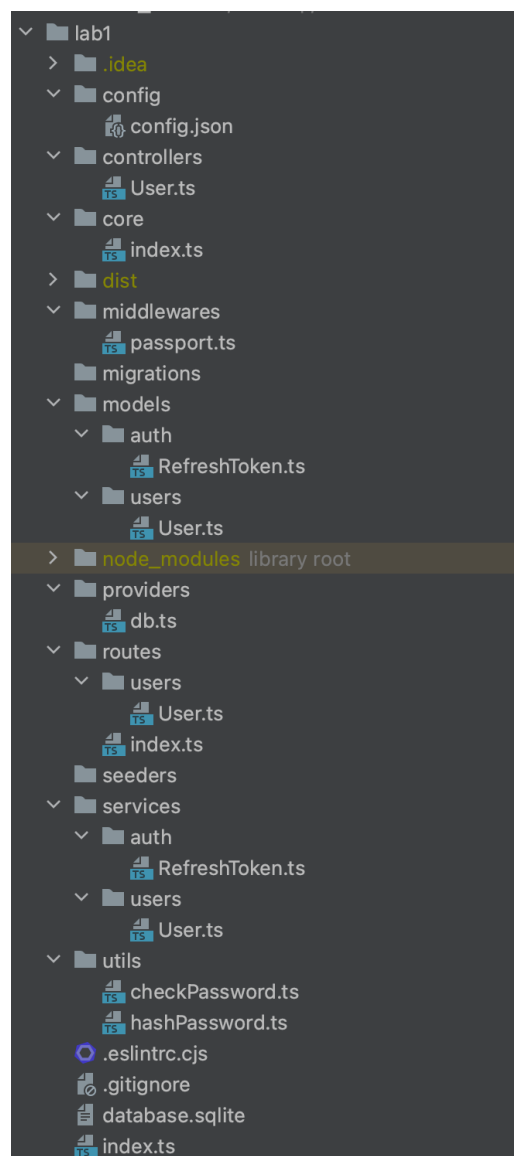 lab1
.idea
config
config.json
controllers
User.ts
core
index.ts
dist
middlewares
passport.ts
migrations
models
auth
RefreshToken.ts
users
User.ts
node_modules library root
providers
db.ts
routes
users
User.ts
index.ts
seeders
services
auth
RefreshToken.ts
users
User.ts
utils
checkPassword.ts
hashPassword.ts
.eslintrc.cjs
.gitignore
database.sqlite
index.ts